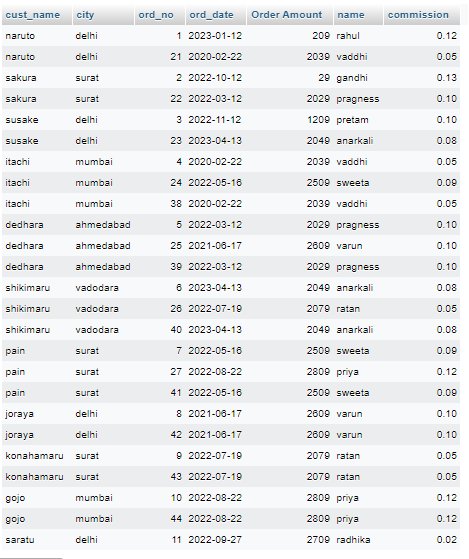 cust_name city ord_no ord_date Order Amount name commission
naruto delhi 1 2023-01-12 209 rahul 0.12
naruto delhi 21 2020-02-22 2039 vaddhi 0.05
sakura surat 2 2022-10-12 29 gandhi 0.13
sakura surat 22 2022-03-12 2029 pragness 0.10
susake delhi 3 2022-11-12 1209 pretam 0.10
susake delhi 23 2023-04-13 2049 anarkali 0.08
itachi mumbai 4 2020-02-22 2039 vaddhi 0.05
itachi mumbai 24 2022-05-16 2509 sweeta 0.09
itachi mumbai 38 2020-02-22 2039 vaddhi 0.05
dedhara ahmedabad 5 2022-03-12 2029 pragness 0.10
dedhara ahmedabad 25 2021-06-17 2609 varun 0.10
dedhara ahmedabad 39 2022-03-12 2029 pragness 0.10
shikimaru vadodara 6 2023-04-13 2049 anarkali 0.08
shikimaru vadodara 26 2022-07-19 2079 ratan 0.05
shikimaru vadodara 40 2023-04-13 2049 anarkali 0.08
pain surat 7 2022-05-16 2509 sweeta 0.09
pain surat 27 2022-08-22 2809 priya 0.12
pain surat 41 2022-05-16 2509 sweeta 0.09
joraya delhi 8 2021-06-17 2609 varun 0.10
joraya delhi 42 2021-06-17 2609 varun 0.10
konahamaru surat 9 2022-07-19 2079 ratan 0.05
konahamaru surat 43 2022-07-19 2079 ratan 0.05
gojo mumbai 10 2022-08-22 2809 priya 0.12
gojo mumbai 44 2022-08-22 2809 priya 0.12
saratu delhi 11 2022-09-27 2709 radhika 0.02